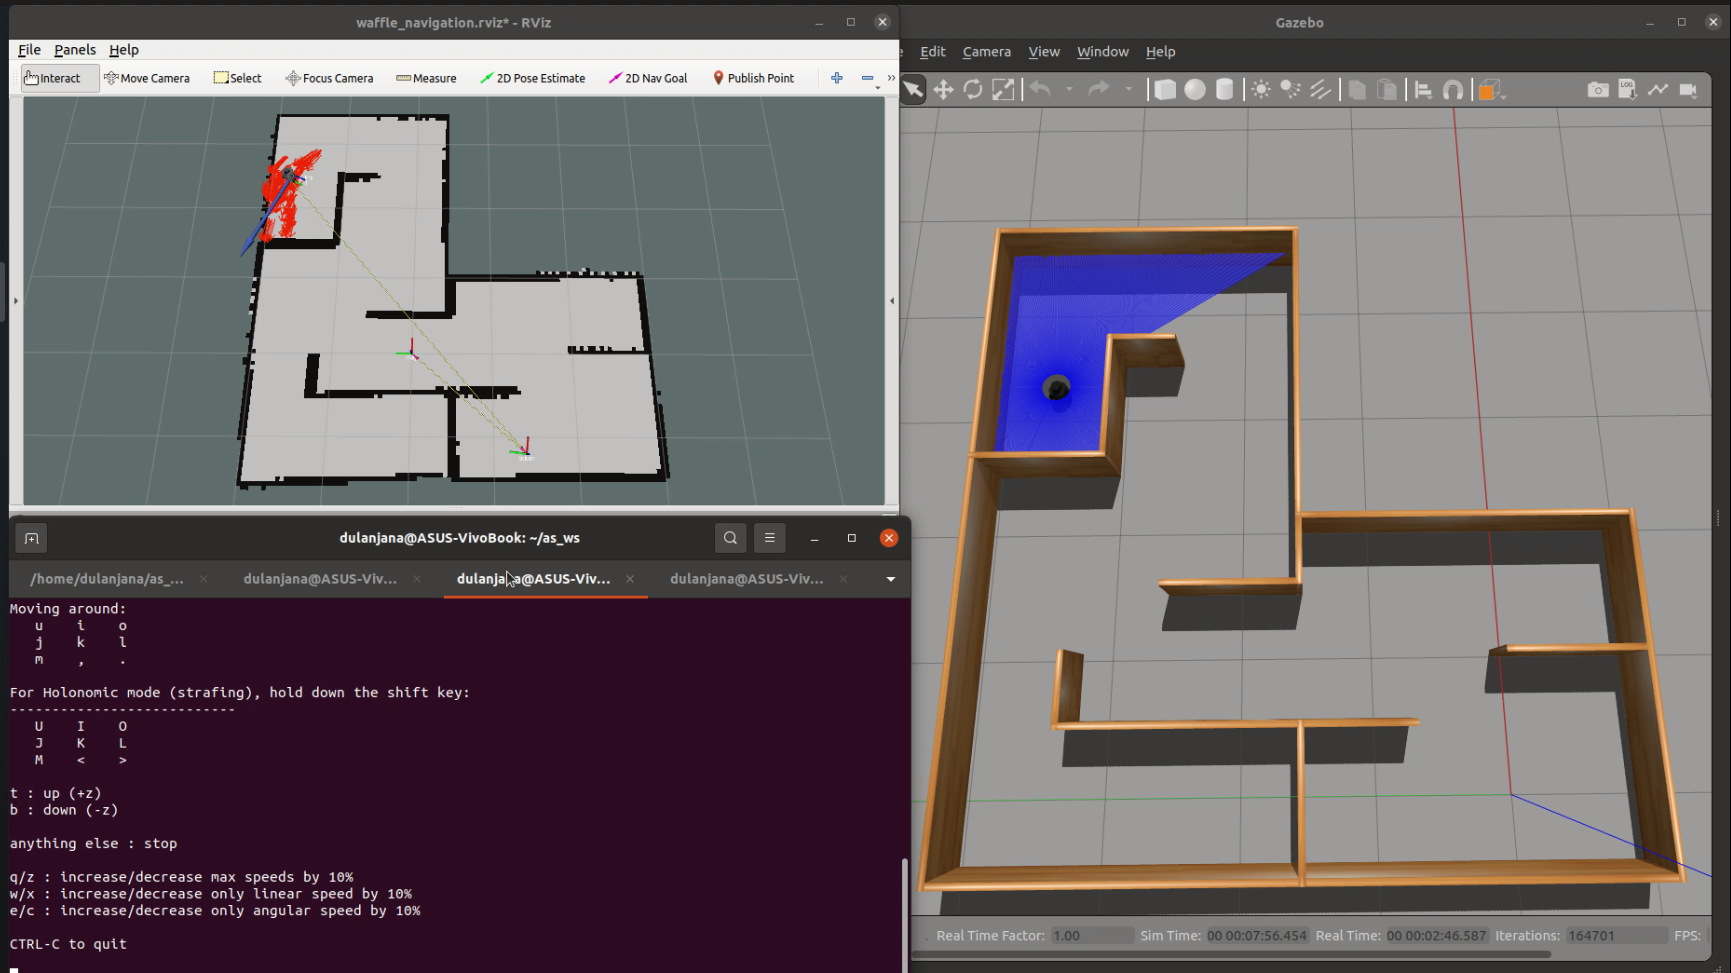 waffle_navigation.rviz* - RViz
File Panels Help
Interact Move Camera Select Focus Camera Measure 2D Pose Estimate 2D Nav Goal Publish Point
Gazebo
Edit Camera View Window Help
LOG
dulanjana@ASUS-VivoBook: ~/as_ws
/home/dulanjana/as_... dulanjana@ASUS-Viv... dulanjana@ASUS-Viv... dulanjana@ASUS-Viv...
Moving around:
u i o
j k l
m , .
For Holonomic mode (strafing), hold down the shift key:
---------------------------
U I O
J K L
M < >
t : up (+z)
b : down (-z)
anything else : stop
q/z : increase/decrease max speeds by 10%
w/x : increase/decrease only linear speed by 10%
e/c : increase/decrease only angular speed by 10%
CTRL-C to quit
Real Time Factor: 1.00 Sim Time: 00 00:07:56.454 Real Time: 00 00:02:46.587 Iterations: 164701 FPS: